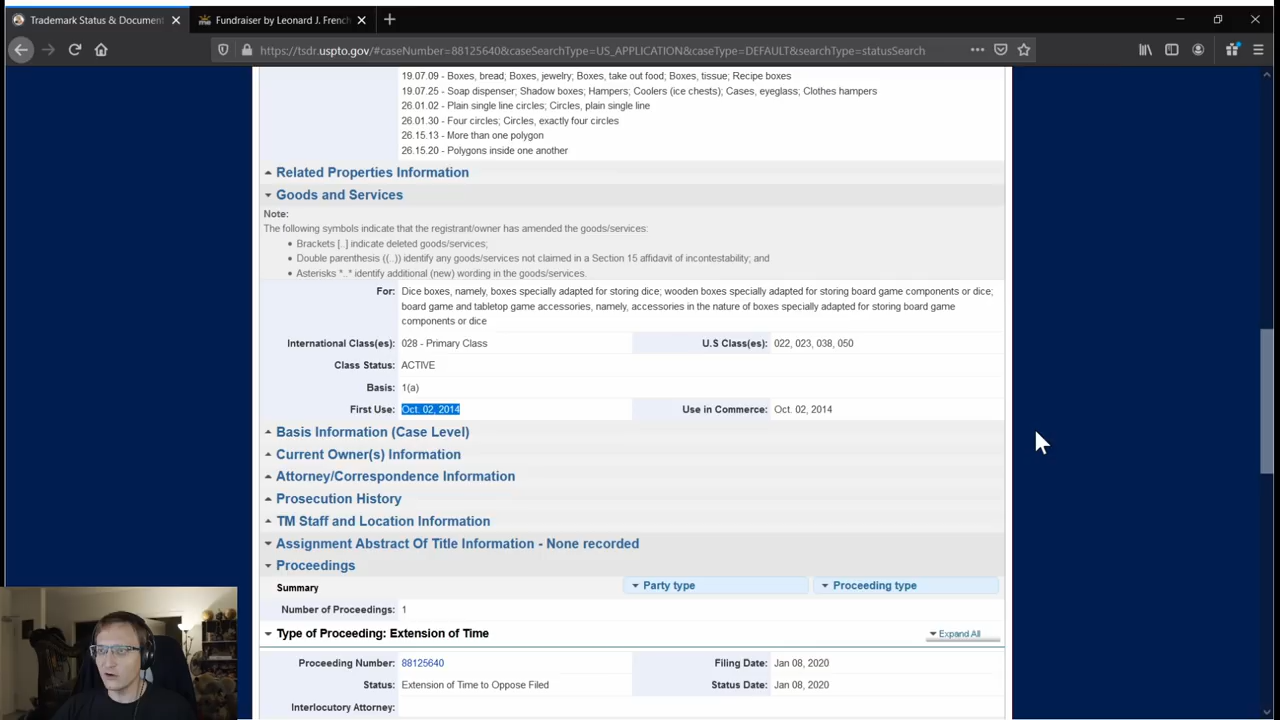 Trademark Status & Document
Fundraiser by Leonard J. French
https://tsdr.uspto.gov/#caseNumber=88125640&caseSearchType=US_APPLICATION&caseType=DEFAULT&searchType=statusSearch
19.07.09 - Boxes, bread; Boxes, jewelry; Boxes, take out food; Boxes, tissue; Recipe boxes
19.07.25 - Soap dispenser; Shadow boxes; Hampers; Coolers (ice chests); Cases, eyeglass; Clothes hampers
26.01.02 - Plain single line circles; Circles, plain single line
26.01.30 - Four circles; Circles, exactly four circles
26.15.13 - More than one polygon
26.15.20 - Polygons inside one another
Related Properties Information
Goods and Services
Note:
The following symbols indicate that the registrant/owner has amended the goods/services:
• Brackets [..] indicate deleted goods/services;
• Double parenthesis ((..)) identify any goods/services not claimed in a Section 15 affidavit of incontestability; and
• Asterisks *..* identify additional (new) wording in the goods/services.
For: Dice boxes, namely, boxes specially adapted for storing dice; wooden boxes specially adapted for storing board game components or dice;
board game and tabletop game accessories, namely, accessories in the nature of boxes specially adapted for storing board game
components or dice
International Class(es): 028 - Primary Class U.S Class(es): 022, 023, 038, 050
Class Status: ACTIVE
Basis: 1(a)
First Use: Oct. 02, 2014 Use in Commerce: Oct. 02, 2014
Basis Information (Case Level)
Current Owner(s) Information
Attorney/Correspondence Information
Prosecution History
TM Staff and Location Information
Assignment Abstract Of Title Information - None recorded
Proceedings
Summary Party type Proceeding type
Number of Proceedings: 1
Type of Proceeding: Extension of Time Expand All
Proceeding Number: 88125640 Filing Date: Jan 08, 2020
Status: Extension of Time to Oppose Filed Status Date: Jan 08, 2020
Interlocutory Attorney: